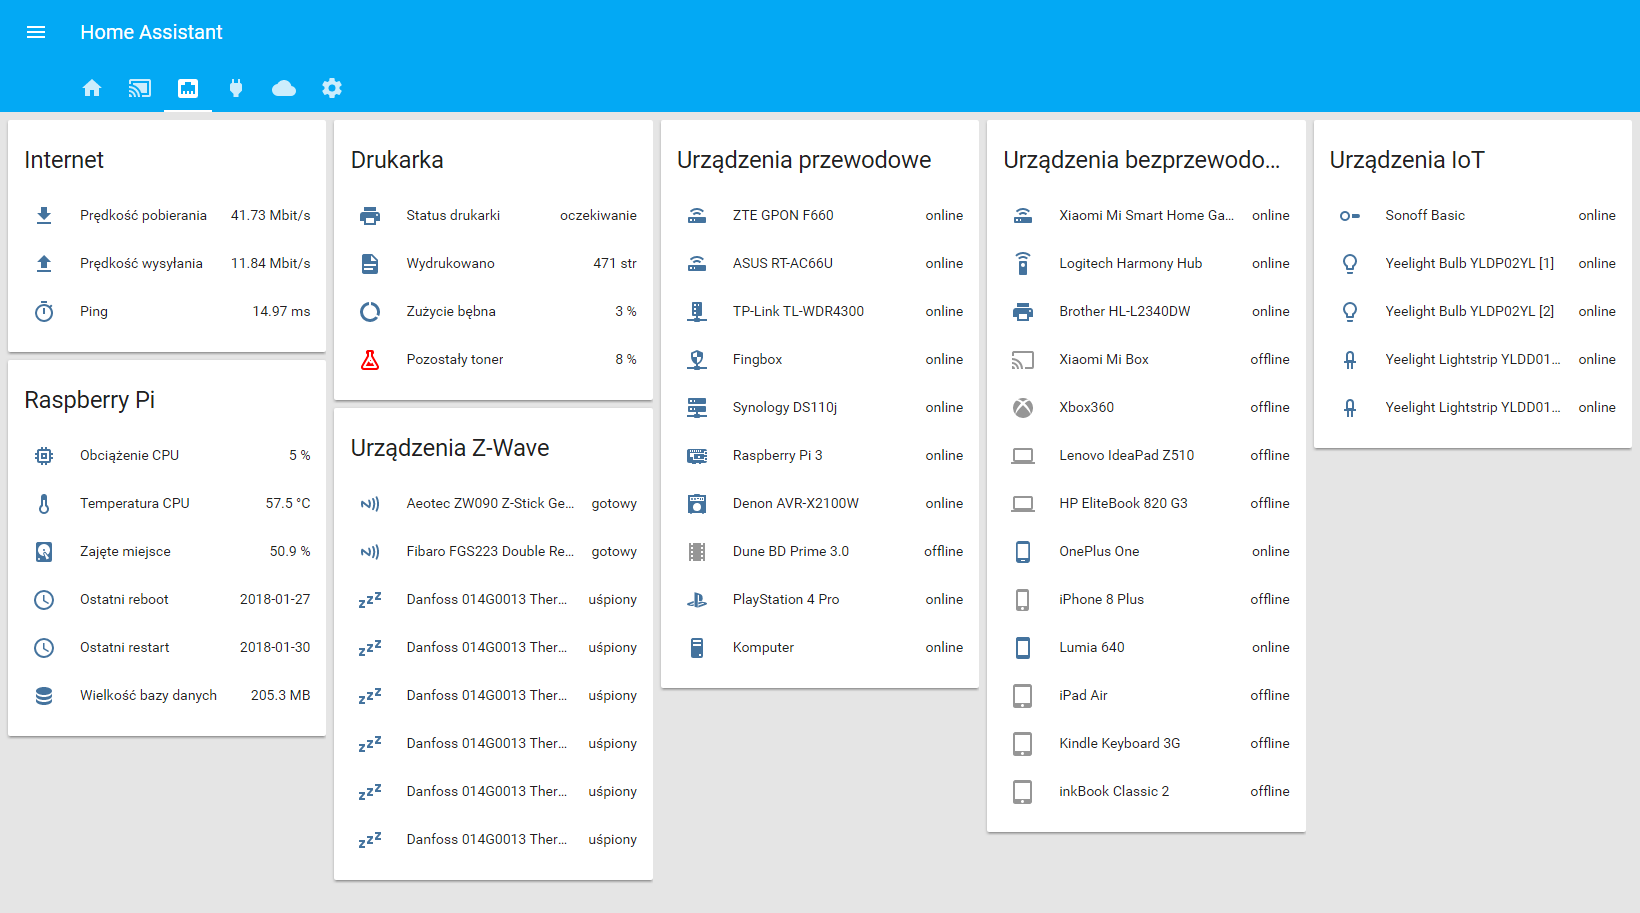 Home Assistant
Internet
Prędkość pobierania 41.73 Mbit/s
Prędkość wysyłania 11.84 Mbit/s
Ping 14.97 ms
Raspberry Pi
Obciążenie CPU 5 %
Temperatura CPU 57.5 °C
Zajęte miejsce 50.9 %
Ostatni reboot 2018-01-27
Ostatni restart 2018-01-30
Wielkość bazy danych 205.3 MB
Drukarka
Status drukarki oczekiwanie
Wydrukowano 471 str
Zużycie bębna 3 %
Pozostały toner 8 %
Urządzenia Z-Wave
Aeotec ZW090 Z-Stick Ge... gotowy
Fibaro FGS223 Double Re... gotowy
Danfoss 014G0013 Ther... uśpiony
Danfoss 014G0013 Ther... uśpiony
Danfoss 014G0013 Ther... uśpiony
Danfoss 014G0013 Ther... uśpiony
Danfoss 014G0013 Ther... uśpiony
Danfoss 014G0013 Ther... uśpiony
Urządzenia przewodowe
ZTE GPON F660 online
ASUS RT-AC66U online
TP-Link TL-WDR4300 online
Fingbox online
Synology DS110j online
Raspberry Pi 3 online
Denon AVR-X2100W online
Dune BD Prime 3.0 offline
PlayStation 4 Pro online
Komputer online
Urządzenia bezprzewodo...
Xiaomi Mi Smart Home Ga... online
Logitech Harmony Hub online
Brother HL-L2340DW online
Xiaomi Mi Box offline
Xbox360 offline
Lenovo IdeaPad Z510 offline
HP EliteBook 820 G3 offline
OnePlus One online
iPhone 8 Plus offline
Lumia 640 online
iPad Air offline
Kindle Keyboard 3G offline
inkBook Classic 2 offline
Urządzenia IoT
Sonoff Basic online
Yeelight Bulb YLDP02YL [1] online
Yeelight Bulb YLDP02YL [2] online
Yeelight Lightstrip YLDD01... online
Yeelight Lightstrip YLDD01... online